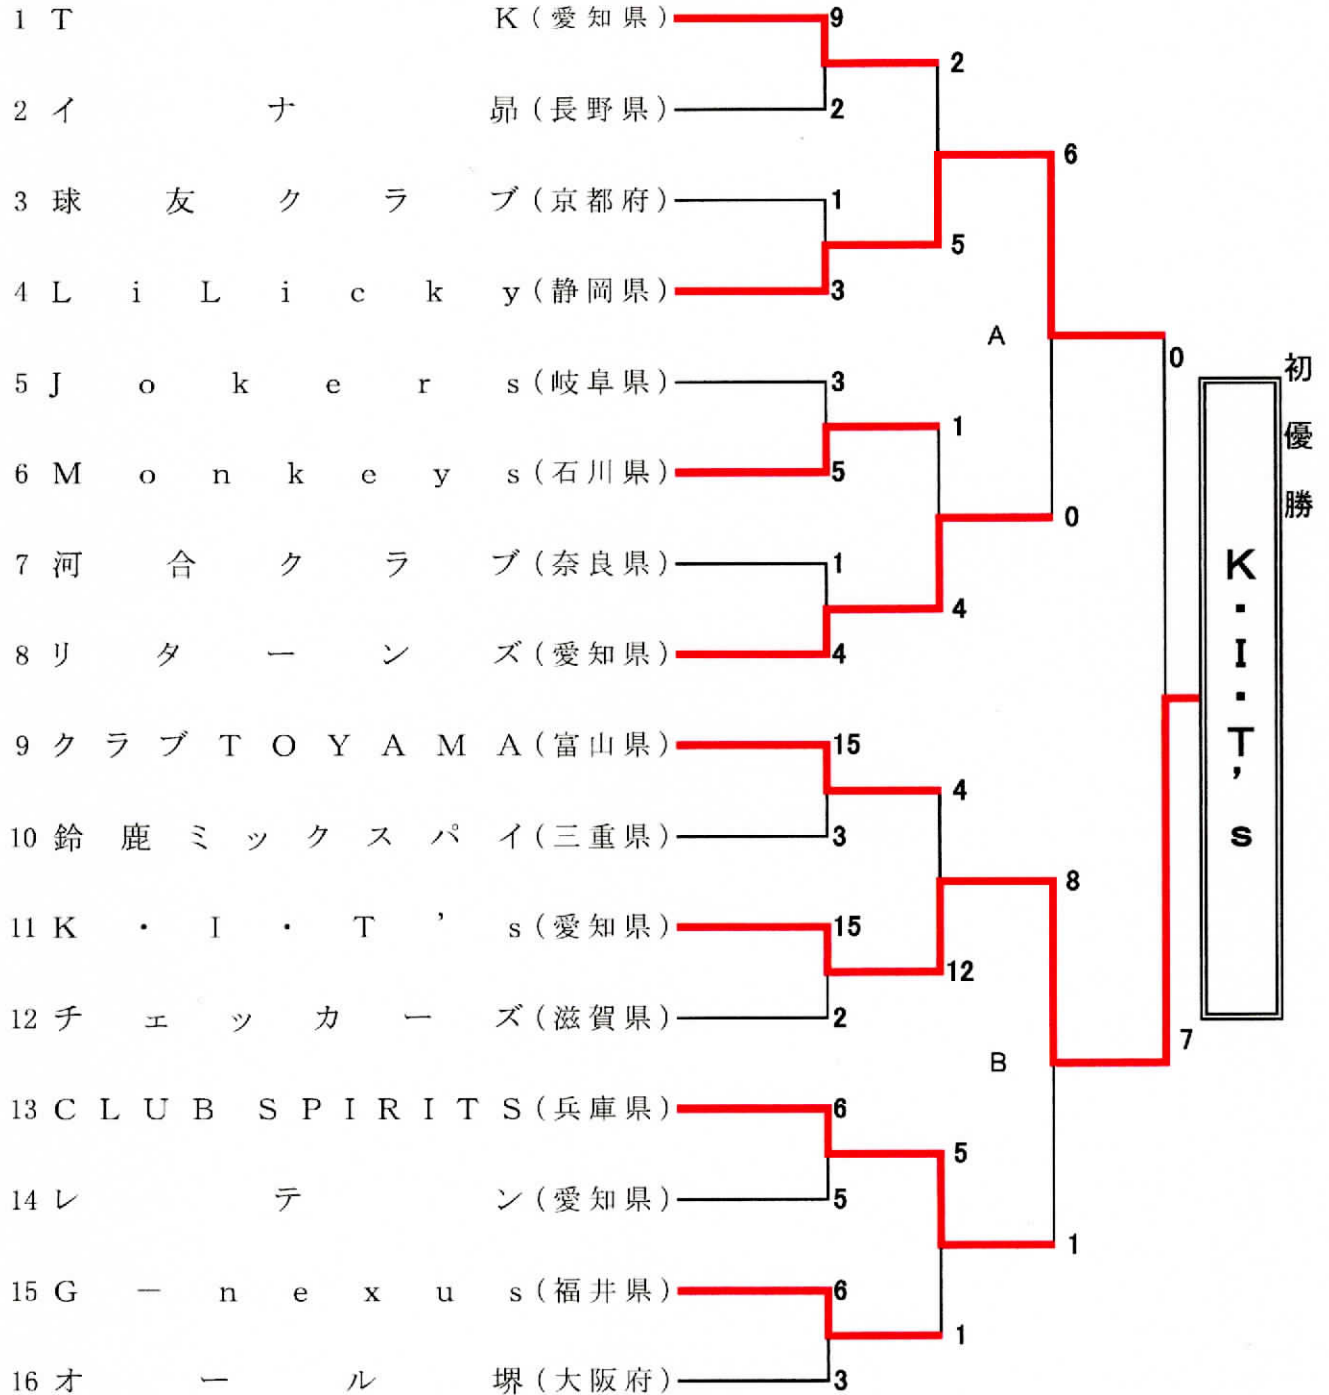 1 TK(愛知県) 9
2
2 イナ昴(長野県) 2
6
3 球友クラブ(京都府) 1
5
4 LiLicky(静岡県) 3
A
0
初優勝
5 Jokers(岐阜県) 3
1
6 Monkeys(石川県) 5
0
7 河合クラブ(奈良県) 1
4
8 リターンズ(愛知県) 4
K・I・T's
9 クラブTOYAMA(富山県) 15
4
10 鈴鹿ミックスパイ(三重県) 3
8
11 K・I・T's(愛知県) 15
12
12 チェッカーズ(滋賀県) 2
7
B
13 CLUB SPIRITS(兵庫県) 6
5
14 レテン(愛知県) 5
1
15 G-nexus(福井県) 6
1
16 オール堺(大阪府) 3